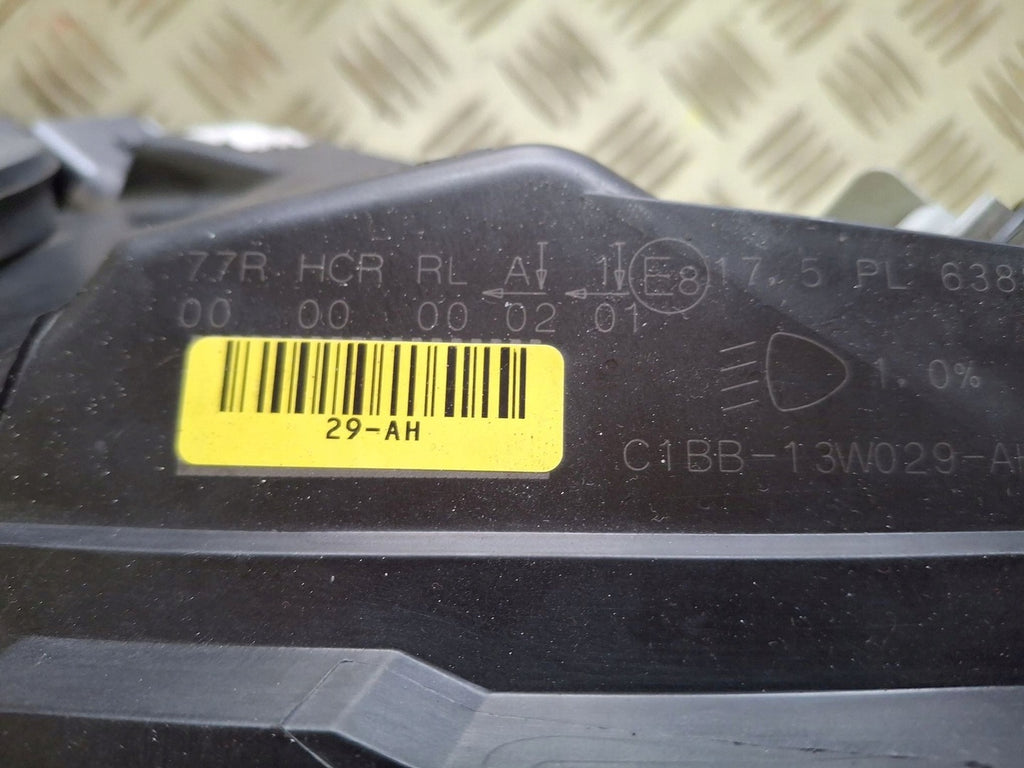 77R HCR RL A 1 E8 17.5 PL
00 00 00 02 01
29-AH
1.0%
C1BB-13W029-A